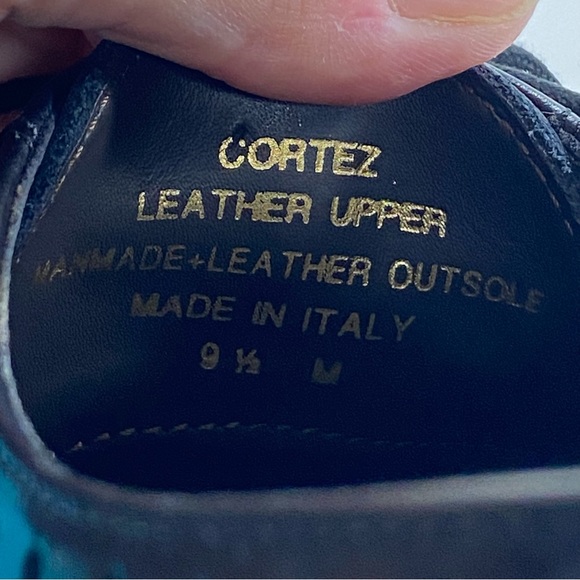 CORTEZ
LEATHER UPPER
MANMADE+LEATHER OUTSOLE
MADE IN ITALY
9 ½ M